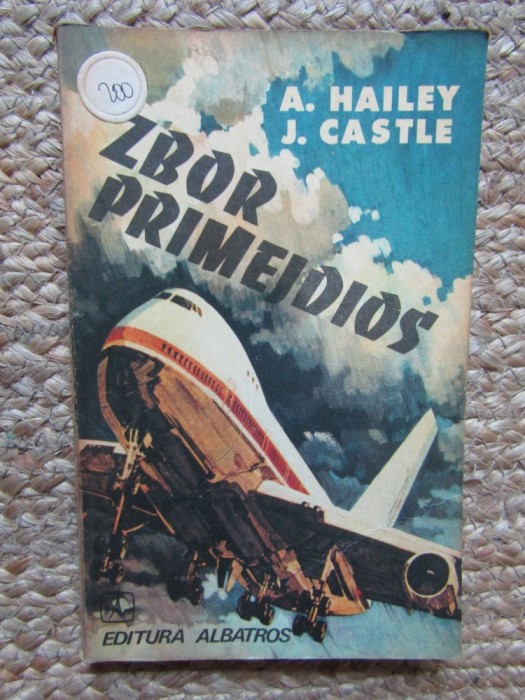 200
A. HAILEY
J. CASTLE
ZBOR
PRIMEJDIOS
EDITURA ALBATROS